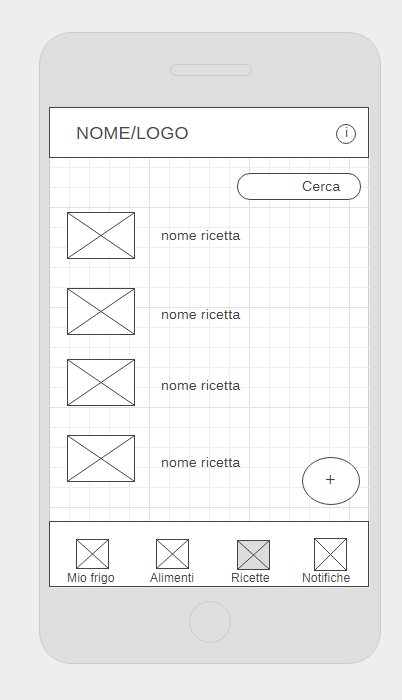 NOME/LOGO
i
Cerca
nome ricetta
nome ricetta
nome ricetta
nome ricetta
+
Mio frigo
Alimenti
Ricette
Notifiche